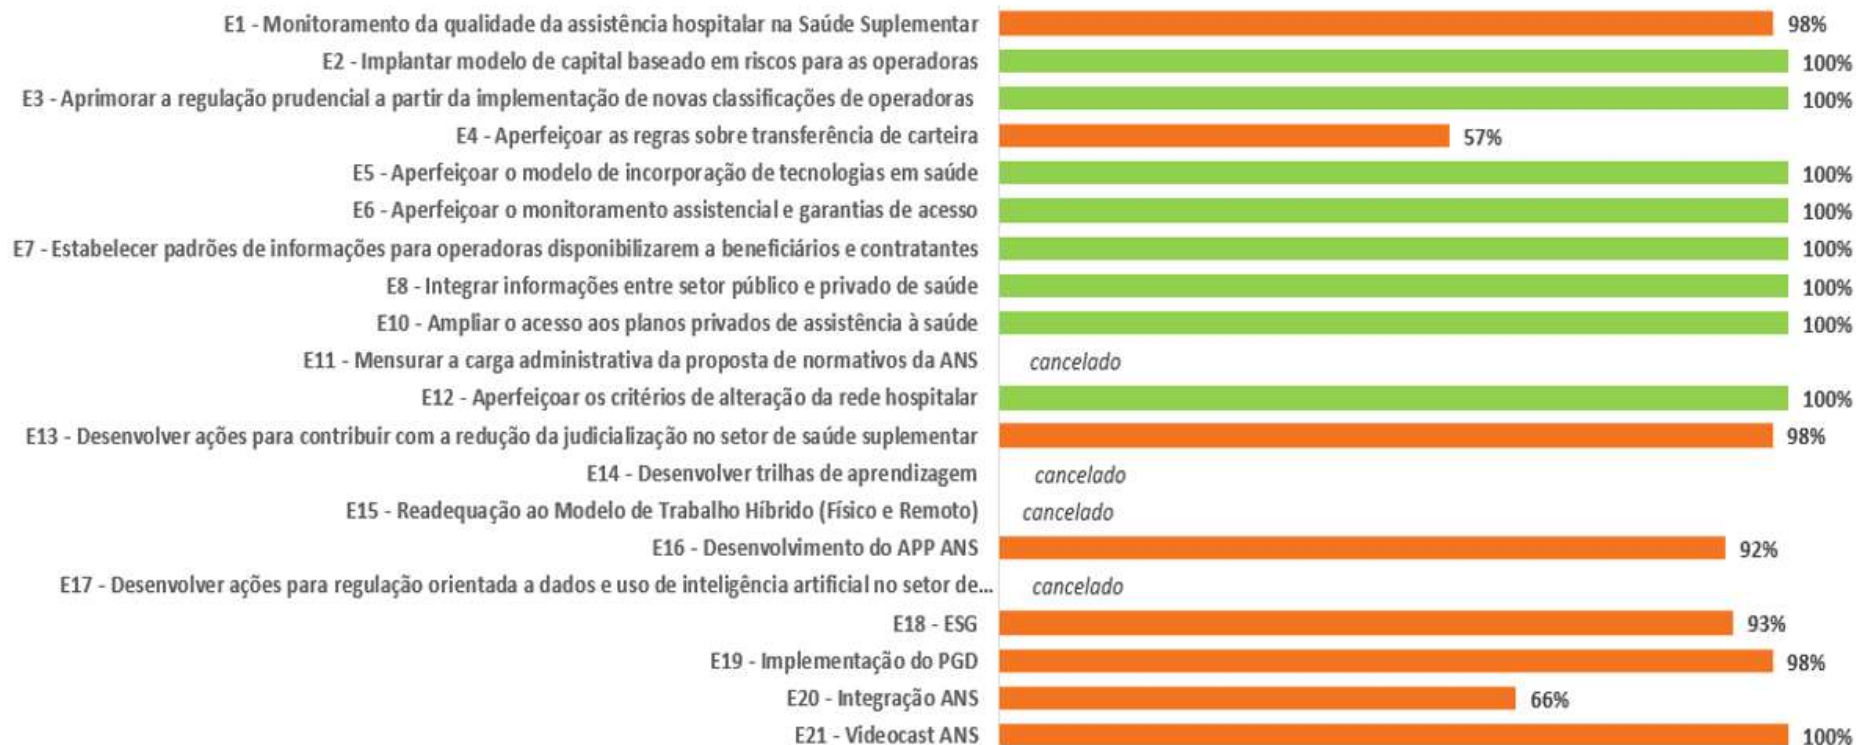 E1 - Monitoramento da qualidade da assistência hospitalar na Saúde Suplementar 98%
E2 - Implantar modelo de capital baseado em riscos para as operadoras 100%
E3 - Aprimorar a regulação prudencial a partir da implementação de novas classificações de operadoras 100%
E4 - Aperfeiçoar as regras sobre transferência de carteira 57%
E5 - Aperfeiçoar o modelo de incorporação de tecnologias em saúde 100%
E6 - Aperfeiçoar o monitoramento assistencial e garantias de acesso 100%
E7 - Estabelecer padrões de informações para operadoras disponibilizarem a beneficiários e contratantes 100%
E8 - Integrar informações entre setor público e privado de saúde 100%
E10 - Ampliar o acesso aos planos privados de assistência à saúde 100%
E11 - Mensurar a carga administrativa da proposta de normativos da ANS cancelado
E12 - Aperfeiçoar os critérios de alteração da rede hospitalar 100%
E13 - Desenvolver ações para contribuir com a redução da judicialização no setor de saúde suplementar 98%
E14 - Desenvolver trilhas de aprendizagem cancelado
E15 - Readequação ao Modelo de Trabalho Híbrido (Físico e Remoto) cancelado
E16 - Desenvolvimento do APP ANS 92%
E17 - Desenvolver ações para regulação orientada a dados e uso de inteligência artificial no setor de... cancelado
E18 - ESG 93%
E19 - Implementação do PGD 98%
E20 - Integração ANS 66%
E21 - Videocast ANS 100%